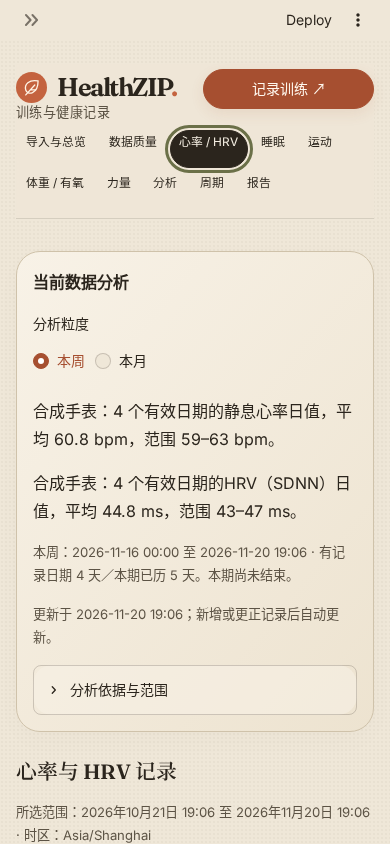 Deploy
HealthZIP.
记录训练 ↗
训练与健康记录
导入与总览 数据质量 心率 / HRV 睡眠 运动
体重 / 有氧 力量 分析 周期 报告
当前数据分析
分析粒度
本周 本月
合成手表：4 个有效日期的静息心率日值，平
均 60.8 bpm，范围 59–63 bpm。
合成手表：4 个有效日期的HRV（SDNN）日
值，平均 44.8 ms，范围 43–47 ms。
本周：2026-11-16 00:00 至 2026-11-20 19:06 · 有记
录日期 4 天／本期已历 5 天。本期尚未结束。
更新于 2026-11-20 19:06；新增或更正记录后自动更
新。
分析依据与范围
心率与 HRV 记录
所选范围：2026年10月21日 19:06 至 2026年11月20日 19:06
· 时区：Asia/Shanghai